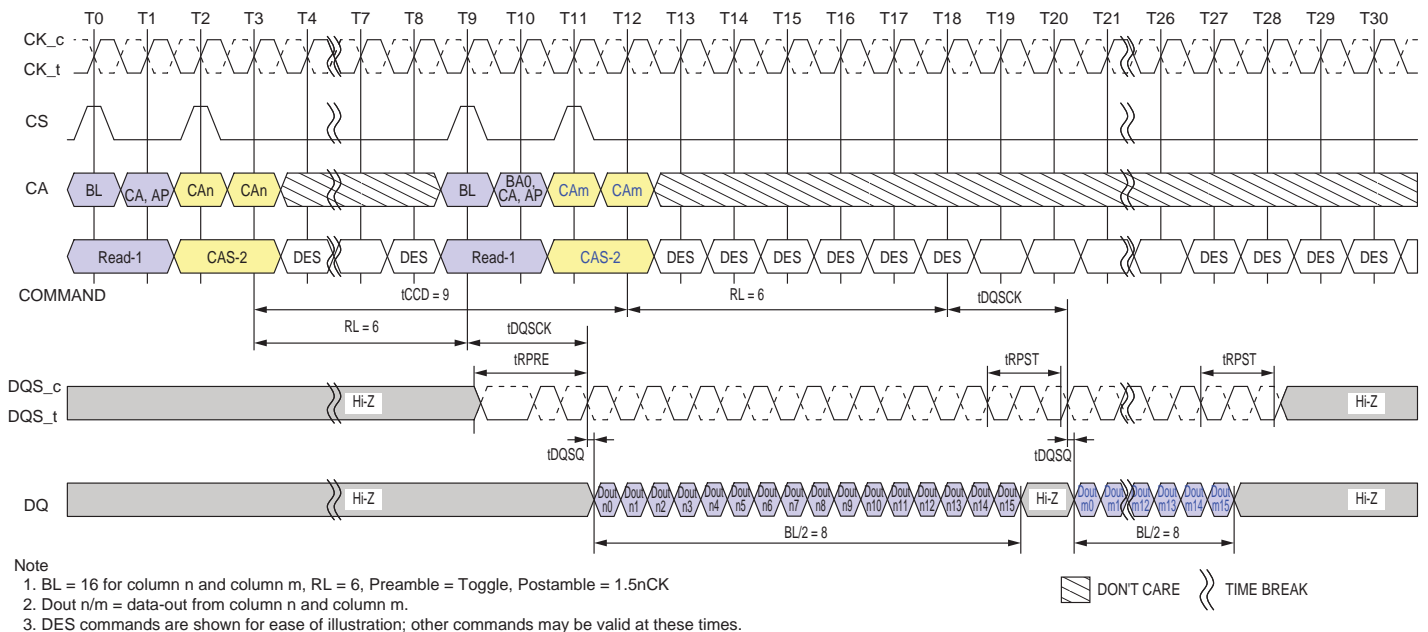 T0 T1 T2 T3 T4 T7 T8 T9 T10 T11 T12 T13 T14 T15 T16 T17 T18 T19 T20 T21 T26 T27 T28 T29 T30
CK_c
CK_t
CS
CA BL CA, AP CAn CAn BL BA0, CA, AP CAm CAm
Read-1 CAS-2 DES DES Read-1 CAS-2 DES DES DES DES DES DES DES DES DES DES
COMMAND
tCCD = 9 RL = 6 tDQSCK
RL = 6 tDQSCK
tRPRE tRPST tRPST
DQS_c
DQS_t
Hi-Z Hi-Z
tDQSQ tDQSQ
DQ Hi-Z Dout n0 Dout n1 Dout n2 Dout n3 Dout n4 Dout n5 Dout n6 Dout n7 Dout n8 Dout n9 Dout n10 Dout n11 Dout n12 Dout n13 Dout n14 Dout n15 Hi-Z Dout m0 Dout m1 Dout m12 Dout m13 Dout m14 Dout m15 Hi-Z
BL/2 = 8 BL/2 = 8
Note
1. BL = 16 for column n and column m, RL = 6, Preamble = Toggle, Postamble = 1.5nCK
2. Dout n/m = data-out from column n and column m.
3. DES commands are shown for ease of illustration; other commands may be valid at these times.
DON'T CARE TIME BREAK